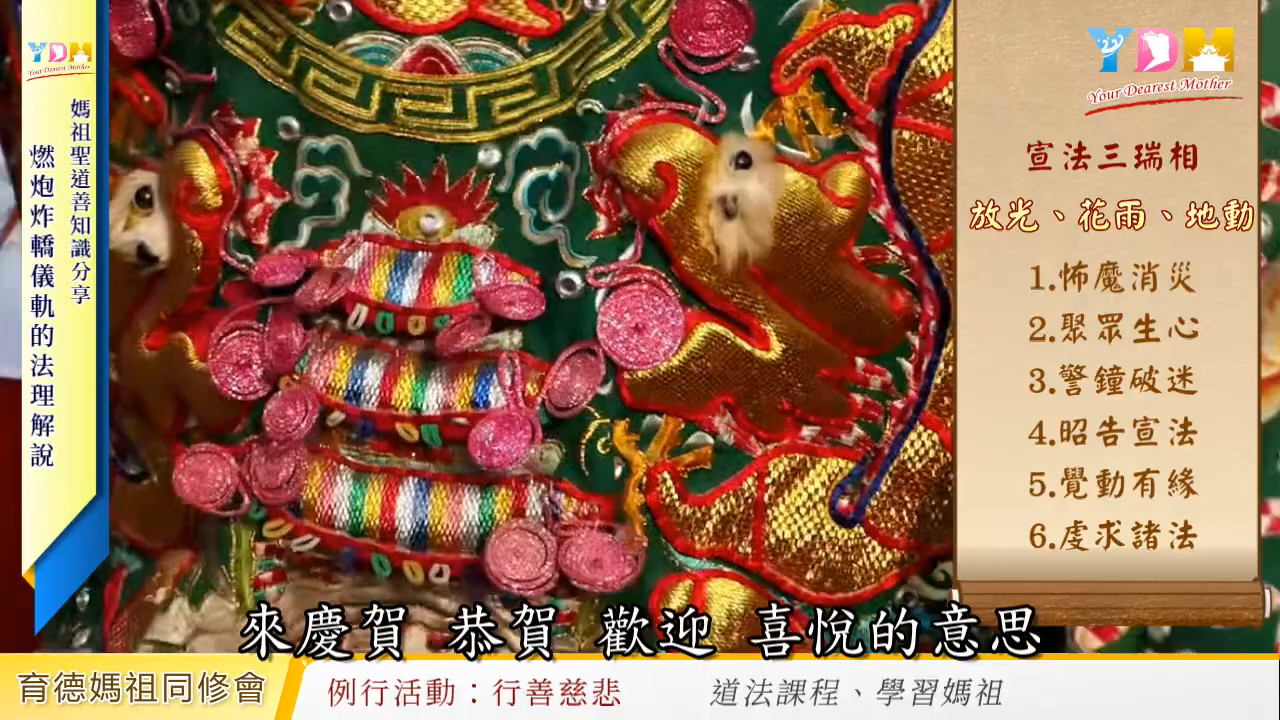 YDM
Your Dearest Mother
媽祖聖道善知識分享
燃炮炸轎儀軌的法理解說
YDM
Your Dearest Mother
宣法三瑞相
放光、花雨、地動
1.怖魔消災
2.聚眾生心
3.警鐘破迷
4.昭告宣法
5.覺動有緣
6.虔求諸法
來慶賀 恭賀 歡迎 喜悅的意思
育德媽祖同修會
例行活動：行善慈悲
道法課程、學習媽祖